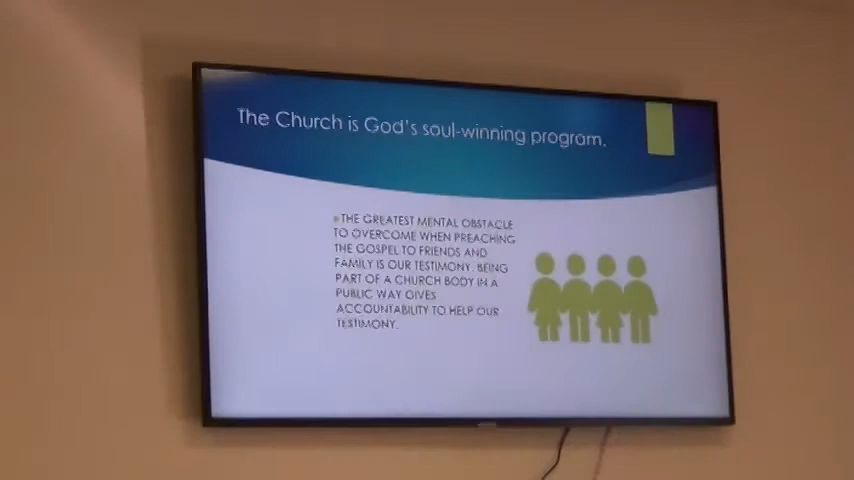 The Church is God's soul-winning program.
THE GREATEST MENTAL OBSTACLE
TO OVERCOME WHEN PREACHING
THE GOSPEL TO FRIENDS AND
FAMILY IS OUR TESTIMONY. BEING
PART OF A CHURCH BODY IN A
PUBLIC WAY GIVES
ACCOUNTABILITY TO HELP OUR
TESTIMONY.